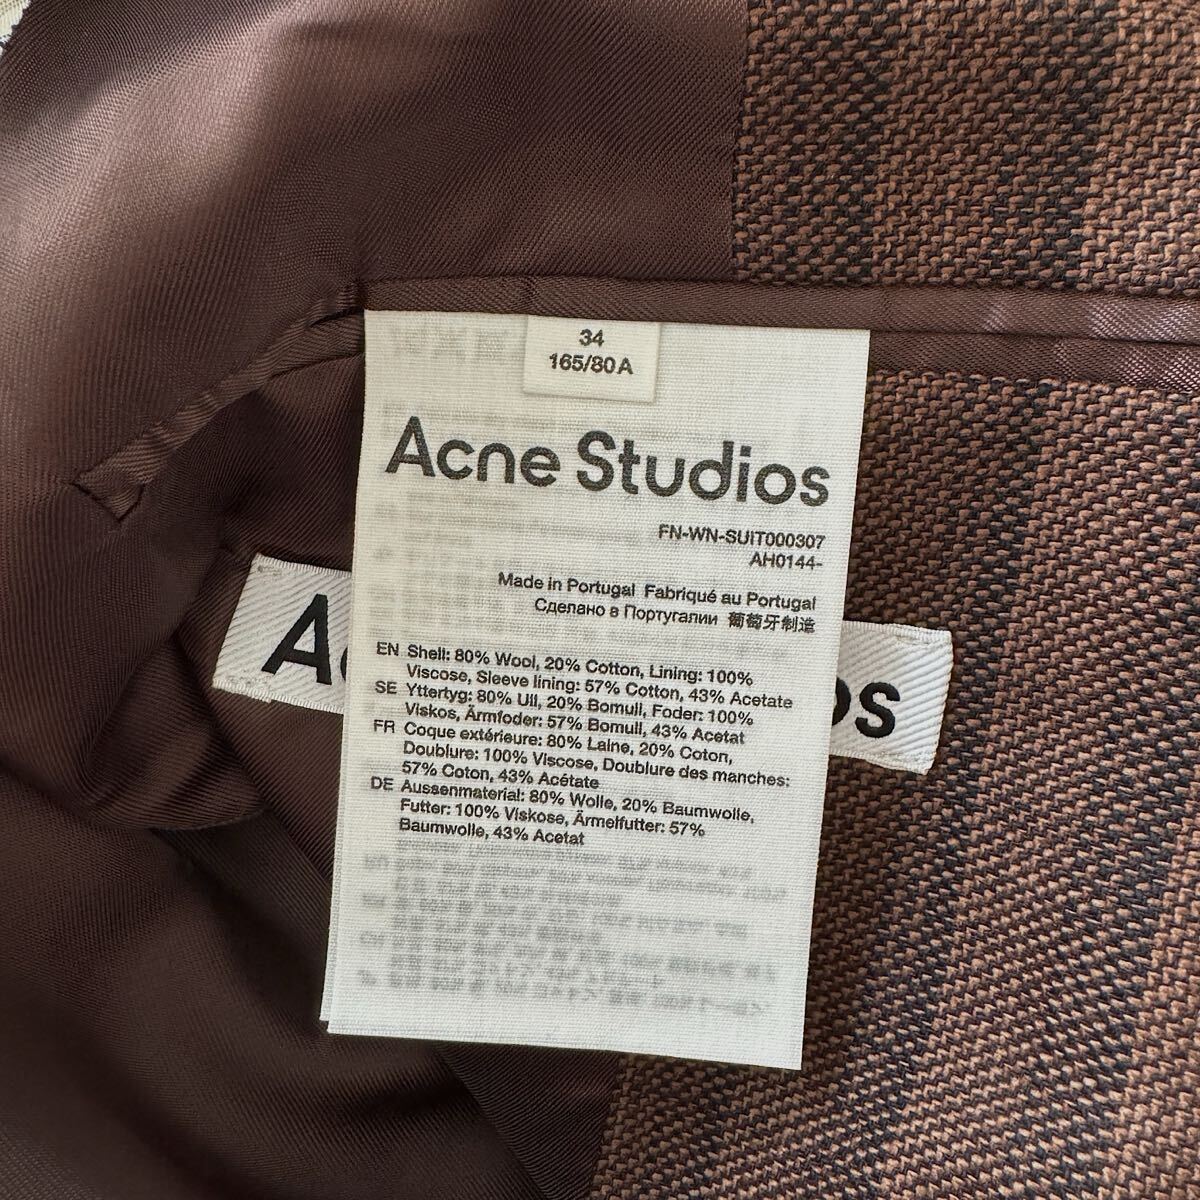 34
165/80A
Acne Studios
FN-WN-SUIT000307
AH0144-
Made in Portugal Fabriqué au Portugal
Сделано в Португалии 葡萄牙制造
EN Shell: 80% Wool, 20% Cotton, Lining: 100%
Viscose, Sleeve lining: 57% Cotton, 43% Acetate
SE Yttertyg: 80% Ull, 20% Bomull, Foder: 100%
Viskos, Ärmfoder: 57% Bomull, 43% Acetat
FR Coque extérieure: 80% Laine, 20% Coton,
Doublure: 100% Viscose, Doublure des manches:
57% Coton, 43% Acétate
DE Aussenmaterial: 80% Wolle, 20% Baumwolle,
Futter: 100% Viskose, Ärmelfutter: 57%
Baumwolle, 43% Acetat